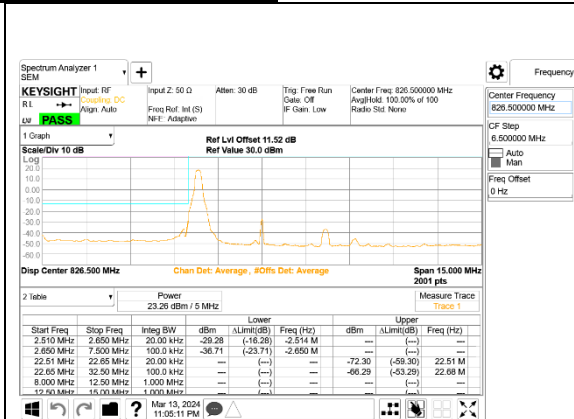 Spectrum Analyzer 1
SEM
Frequency
KEYSIGHT Input: RF Input Z: 50 Ω Atten: 30 dB Trig: Free Run Center Freq: 826.500000 MHz
R L Coupling: DC Gate: Off Avg|Hold: 100.00% of 100
Align: Auto Freq Ref: Int (S) IF Gain: Low Radio Std: None
PASS NFE: Adaptive
Center Frequency
826.500000 MHz
CF Step
6.500000 MHz
Auto
Man
Freq Offset
0 Hz
1 Graph
Ref Lvl Offset 11.52 dB
Scale/Div 10 dB Ref Value 30.0 dBm
Log
20.0
10.0
0.00
-10.0
-20.0
-30.0
-40.0
-50.0
-60.0
Disp Center 826.500 MHz Chan Det: Average , #Offs Det: Average Span 15.000 MHz
2001 pts
2 Table Power Measure Trace
23.26 dBm / 5 MHz Trace 1
Lower Upper
Start Freq Stop Freq Integ BW dBm ΔLimit(dB) Freq (Hz) dBm ΔLimit(dB) Freq (Hz)
2.510 MHz 2.650 MHz 20.00 kHz -29.28 (-16.28) -2.514 M --- (---) ---
2.650 MHz 7.500 MHz 100.0 kHz -36.71 (-23.71) -2.650 M --- (---) ---
22.51 MHz 22.65 MHz 20.00 kHz --- (---) --- -72.30 (-59.30) 22.51 M
22.65 MHz 32.50 MHz 100.0 kHz --- (---) --- -66.29 (-53.29) 22.68 M
8.000 MHz 12.50 MHz 1.000 MHz --- (---) --- --- (---) ---
12.50 MHz 15.00 MHz 1.000 MHz --- (---) --- --- (---) ---
? Mar 13, 2024
11:05:11 PM